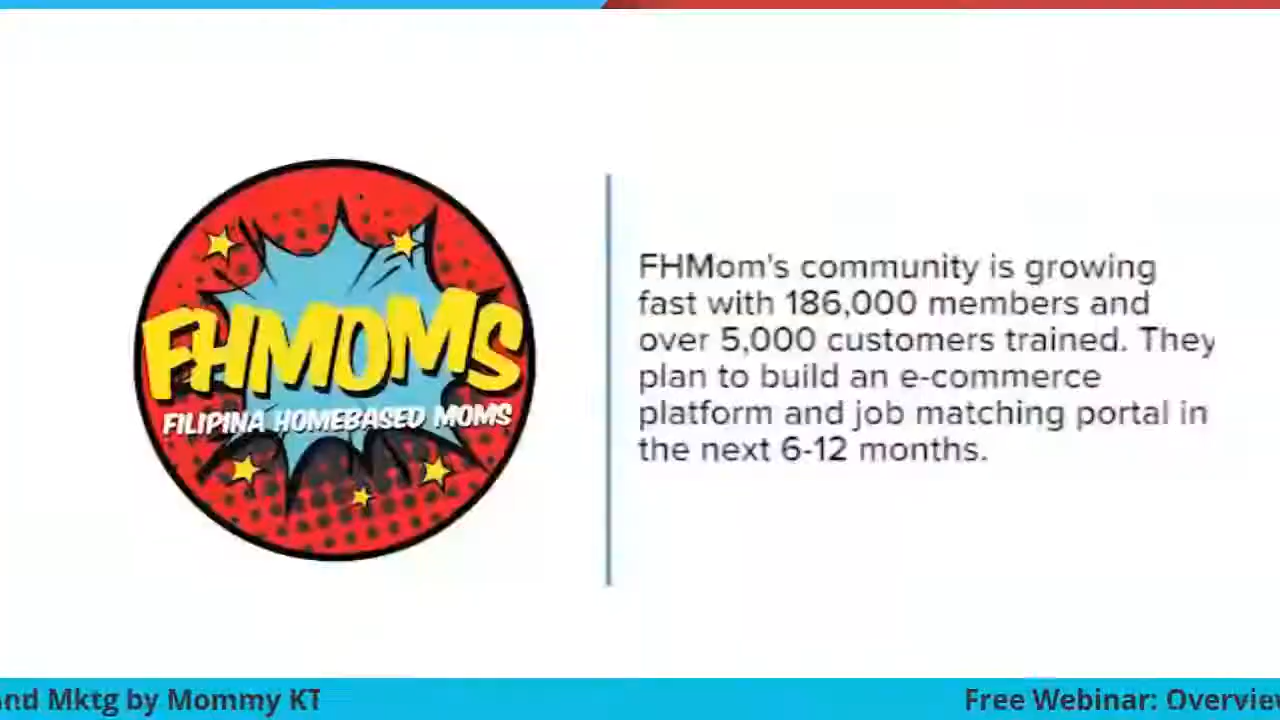 FHMOMS
FILIPINA HOMEBASED MOMS
FHMom's community is growing
fast with 186,000 members and
over 5,000 customers trained. They
plan to build an e-commerce
platform and job matching portal in
the next 6-12 months.
and Mktg by Mommy KT
Free Webinar: Overview